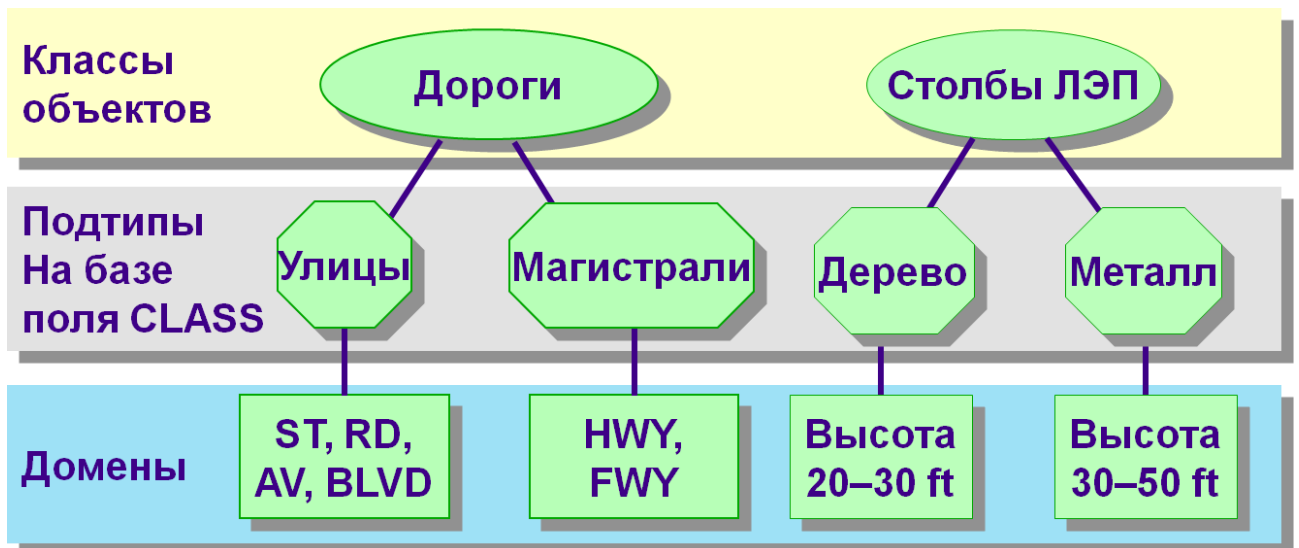 Классы
объектов
Дороги
Столбы ЛЭП
Подтипы
На базе
поля CLASS
Улицы
Магистрали
Дерево
Металл
Домены
ST, RD,
AV, BLVD
HWY,
FWY
Высота
20–30 ft
Высота
30–50 ft